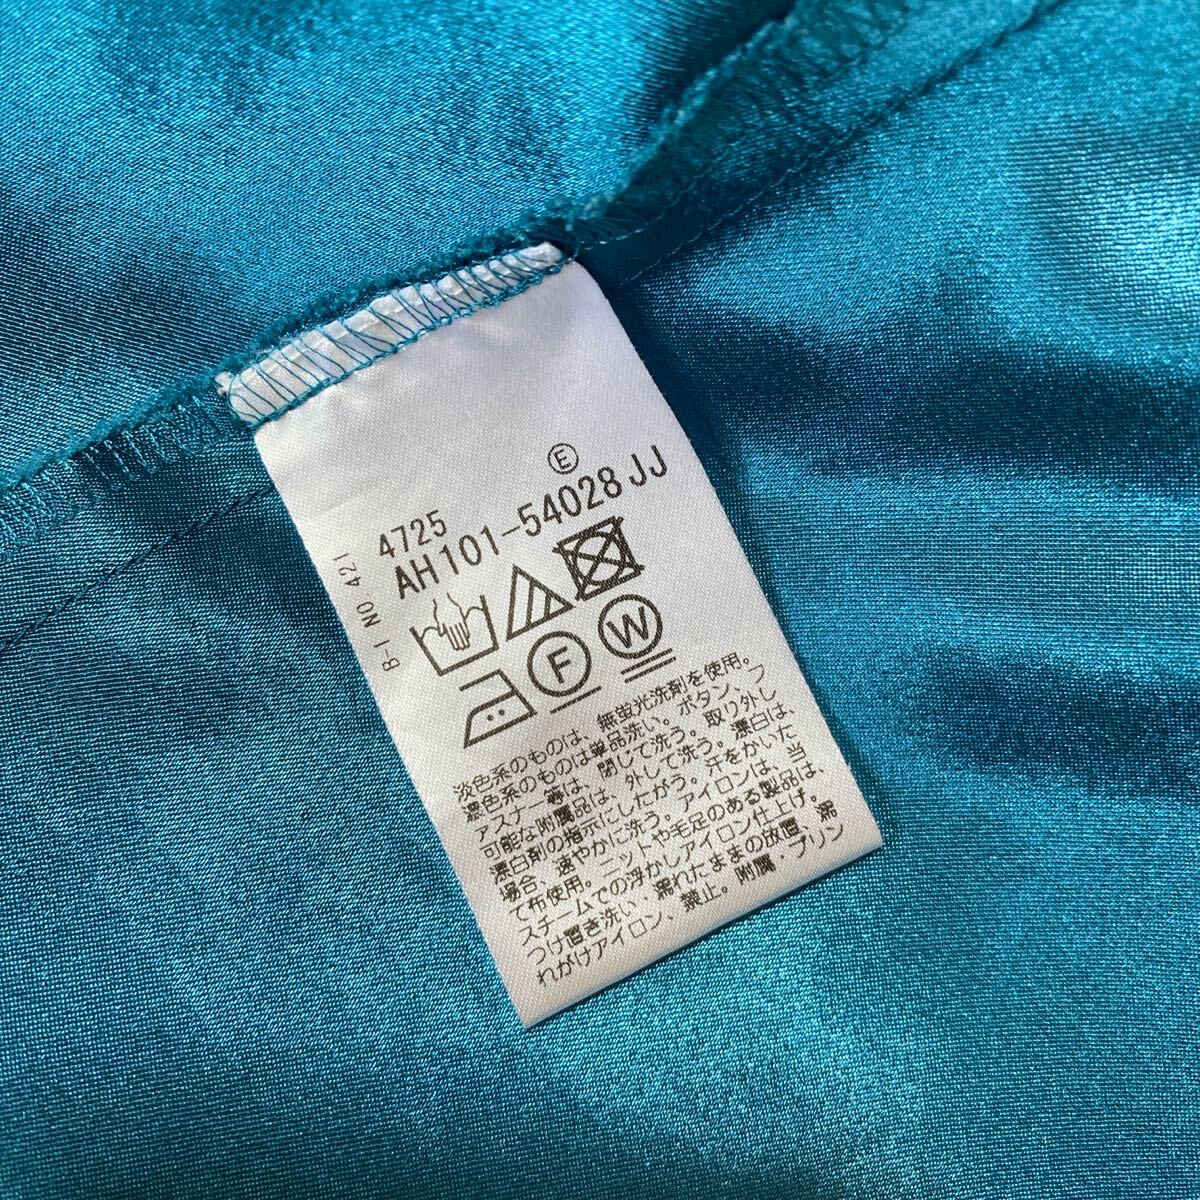 E
4725
AH101-54028JJ
B-1 NO 421
F
W
淡色系のものは、無蛍光洗剤を使用。
濃色系のものは単品洗い。ボタン、フ
ァスナー等は、閉じて洗う。取り外し
可能な附属品は、外して洗う。漂白は、
漂白剤の指示にしたがう。汗をかいた
場合、速やかに洗う。アイロンは、当
て布使用。ニットや毛足のある製品は、
スチームでの浮かしアイロン仕上げ。
つけ置き洗い・濡れたままの放置、濡
れがけアイロン、禁止。附属・プリン